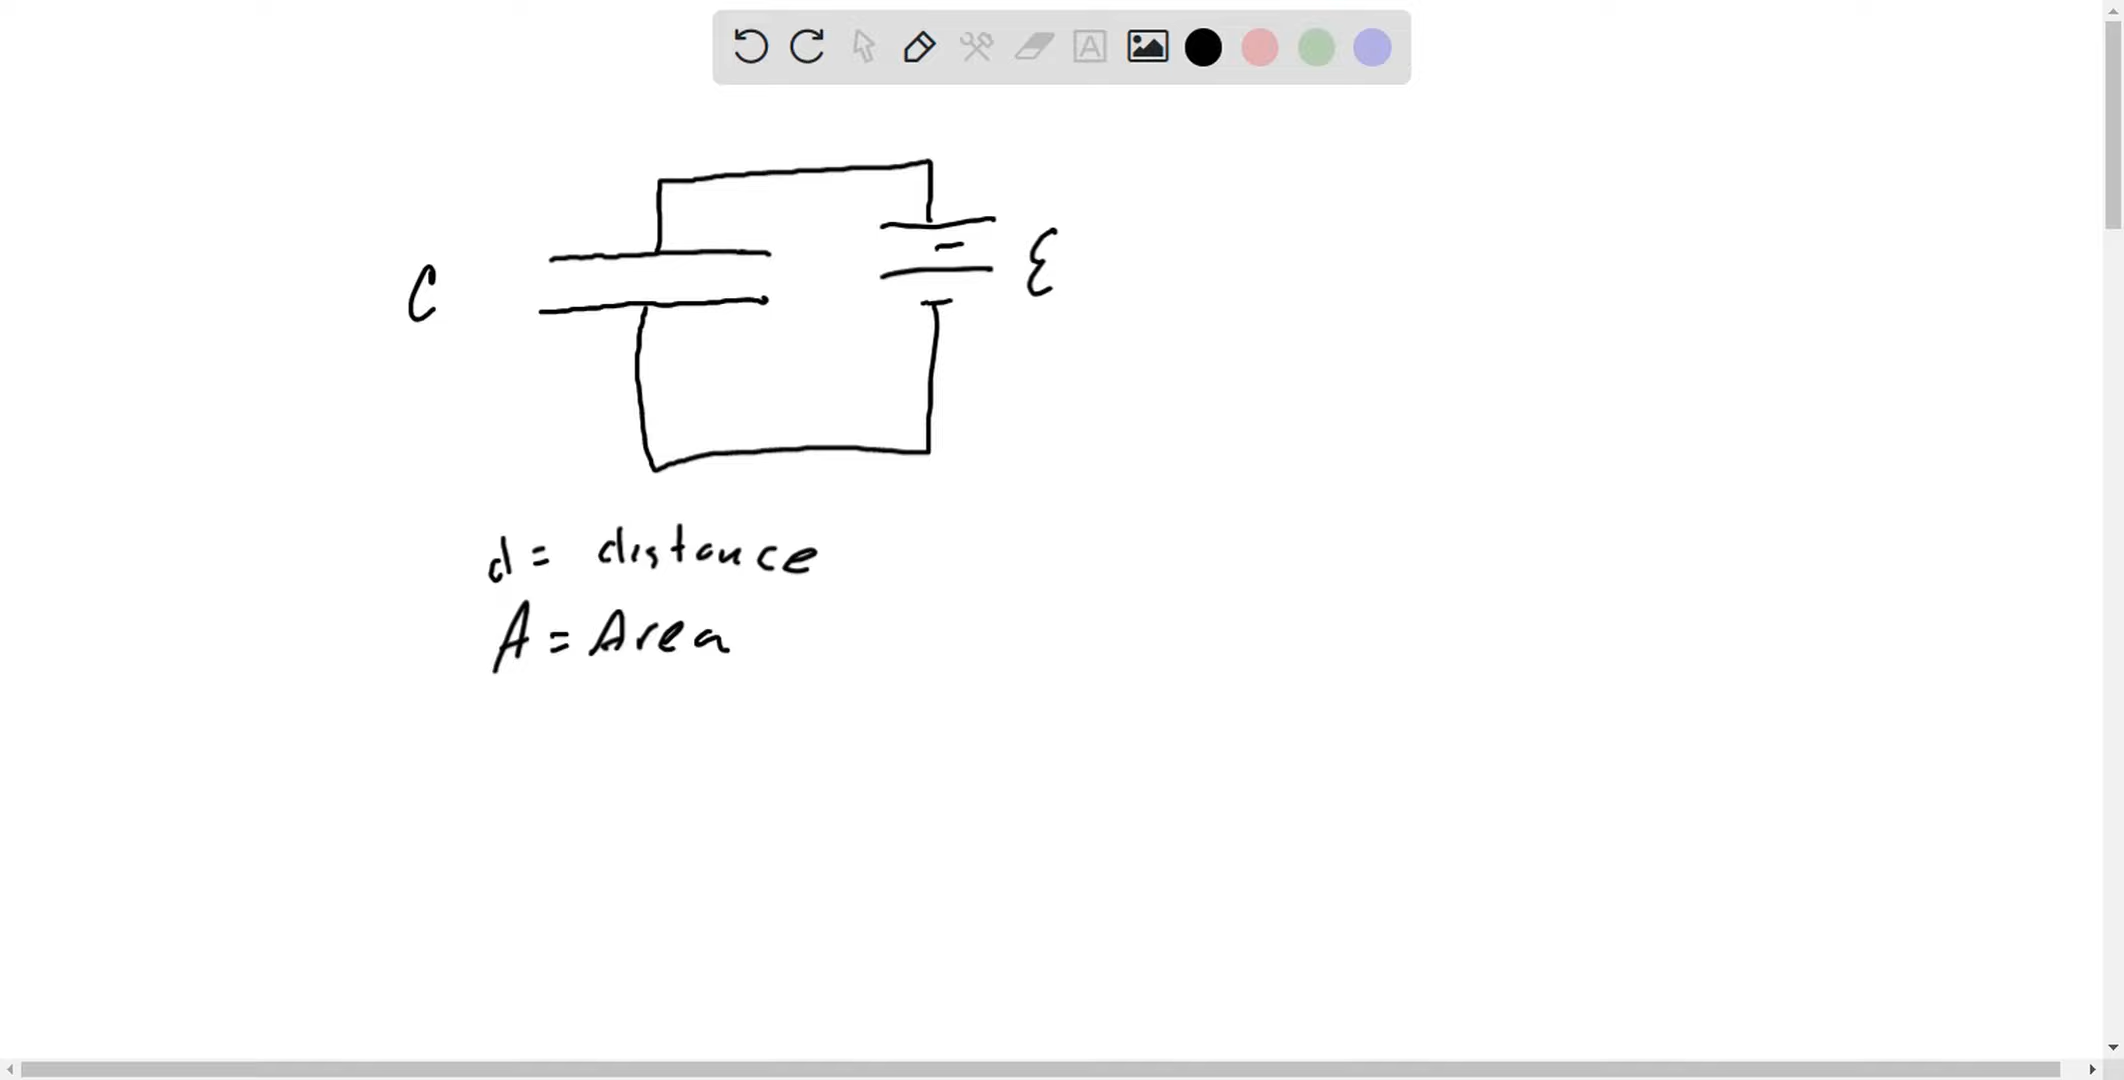 C
ε
d = distance
A = Area